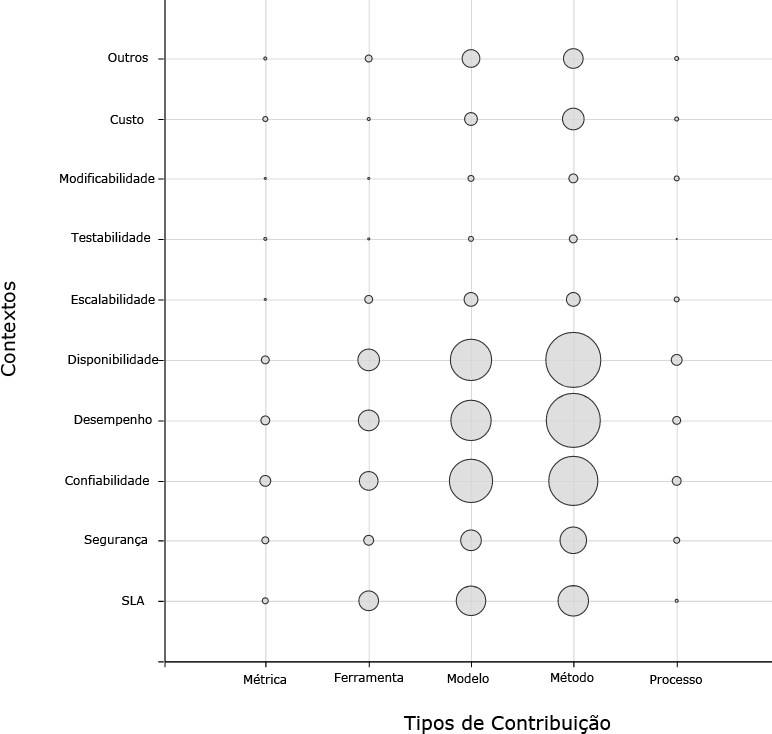 Outros
Custo
Modificabilidade
Testabilidade
Escalabilidade
Disponibilidade
Desempenho
Confiabilidade
Segurança
SLA
Contextos
Métrica
Ferramenta
Modelo
Método
Processo
Tipos de Contribuição